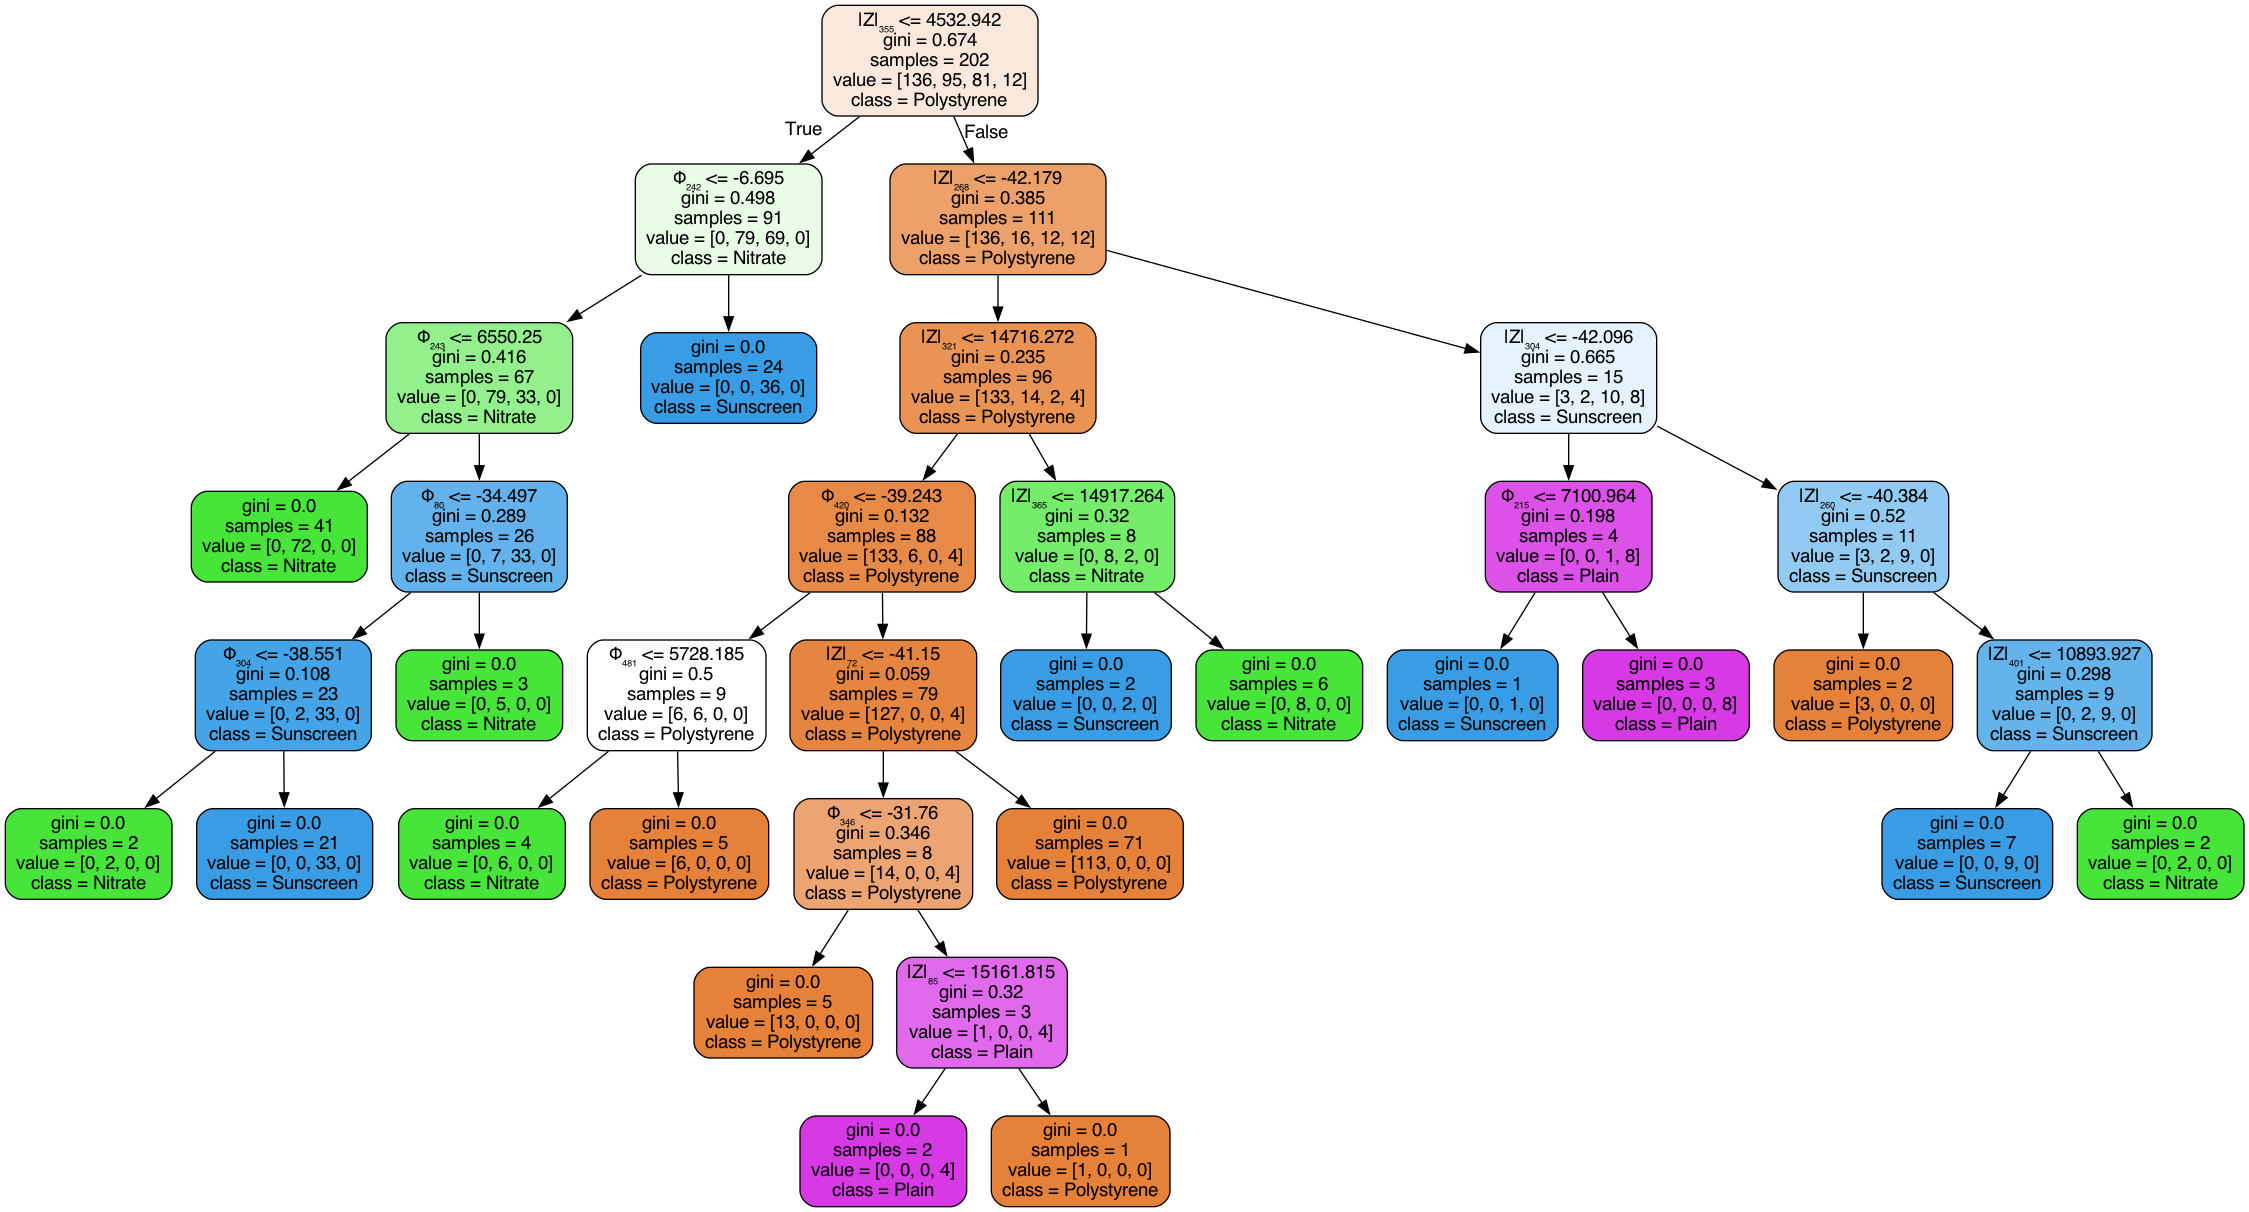 |Z|₃₅₅ <= 4532.942
gini = 0.674
samples = 202
value = [136, 95, 81, 12]
class = Polystyrene
True
False
Φ₂₄₂ <= -6.695
gini = 0.498
samples = 91
value = [0, 79, 69, 0]
class = Nitrate
|Z|₂₆₈ <= -42.179
gini = 0.385
samples = 111
value = [136, 16, 12, 12]
class = Polystyrene
Φ₂₄₃ <= 6550.25
gini = 0.416
samples = 67
value = [0, 79, 33, 0]
class = Nitrate
gini = 0.0
samples = 24
value = [0, 0, 36, 0]
class = Sunscreen
|Z|₃₂₁ <= 14716.272
gini = 0.235
samples = 96
value = [133, 14, 2, 4]
class = Polystyrene
|Z|₃₀₄ <= -42.096
gini = 0.665
samples = 15
value = [3, 2, 10, 8]
class = Sunscreen
gini = 0.0
samples = 41
value = [0, 72, 0, 0]
class = Nitrate
Φ₈₀ <= -34.497
gini = 0.289
samples = 26
value = [0, 7, 33, 0]
class = Sunscreen
Φ₄₂₀ <= -39.243
gini = 0.132
samples = 88
value = [133, 6, 0, 4]
class = Polystyrene
|Z|₃₆₅ <= 14917.264
gini = 0.32
samples = 8
value = [0, 8, 2, 0]
class = Nitrate
Φ₂₁₅ <= 7100.964
gini = 0.198
samples = 4
value = [0, 0, 1, 8]
class = Plain
|Z|₂₆₀ <= -40.384
gini = 0.52
samples = 11
value = [3, 2, 9, 0]
class = Sunscreen
Φ₃₀₄ <= -38.551
gini = 0.108
samples = 23
value = [0, 2, 33, 0]
class = Sunscreen
gini = 0.0
samples = 3
value = [0, 5, 0, 0]
class = Nitrate
Φ₄₈₁ <= 5728.185
gini = 0.5
samples = 9
value = [6, 6, 0, 0]
class = Polystyrene
|Z|₇₂ <= -41.15
gini = 0.059
samples = 79
value = [127, 0, 0, 4]
class = Polystyrene
gini = 0.0
samples = 2
value = [0, 0, 2, 0]
class = Sunscreen
gini = 0.0
samples = 6
value = [0, 8, 0, 0]
class = Nitrate
gini = 0.0
samples = 1
value = [0, 0, 1, 0]
class = Sunscreen
gini = 0.0
samples = 3
value = [0, 0, 0, 8]
class = Plain
gini = 0.0
samples = 2
value = [3, 0, 0, 0]
class = Polystyrene
|Z|₄₀₁ <= 10893.927
gini = 0.298
samples = 9
value = [0, 2, 9, 0]
class = Sunscreen
gini = 0.0
samples = 2
value = [0, 2, 0, 0]
class = Nitrate
gini = 0.0
samples = 21
value = [0, 0, 33, 0]
class = Sunscreen
gini = 0.0
samples = 4
value = [0, 6, 0, 0]
class = Nitrate
gini = 0.0
samples = 5
value = [6, 0, 0, 0]
class = Polystyrene
Φ₃₄₆ <= -31.76
gini = 0.346
samples = 8
value = [14, 0, 0, 4]
class = Polystyrene
gini = 0.0
samples = 71
value = [113, 0, 0, 0]
class = Polystyrene
gini = 0.0
samples = 7
value = [0, 0, 9, 0]
class = Sunscreen
gini = 0.0
samples = 2
value = [0, 2, 0, 0]
class = Nitrate
gini = 0.0
samples = 5
value = [13, 0, 0, 0]
class = Polystyrene
|Z|₈₅ <= 15161.815
gini = 0.32
samples = 3
value = [1, 0, 0, 4]
class = Plain
gini = 0.0
samples = 2
value = [0, 0, 0, 4]
class = Plain
gini = 0.0
samples = 1
value = [1, 0, 0, 0]
class = Polystyrene